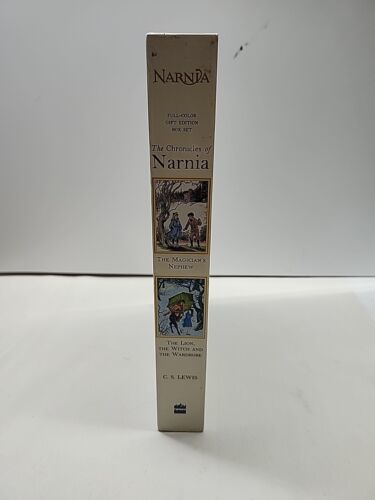 NARNIA
FULL-COLOR
GIFT EDITION
BOX SET
The Chronicles of
Narnia
THE MAGICIAN'S
NEPHEW
THE LION,
THE WITCH AND
THE WARDROBE
C. S. LEWIS